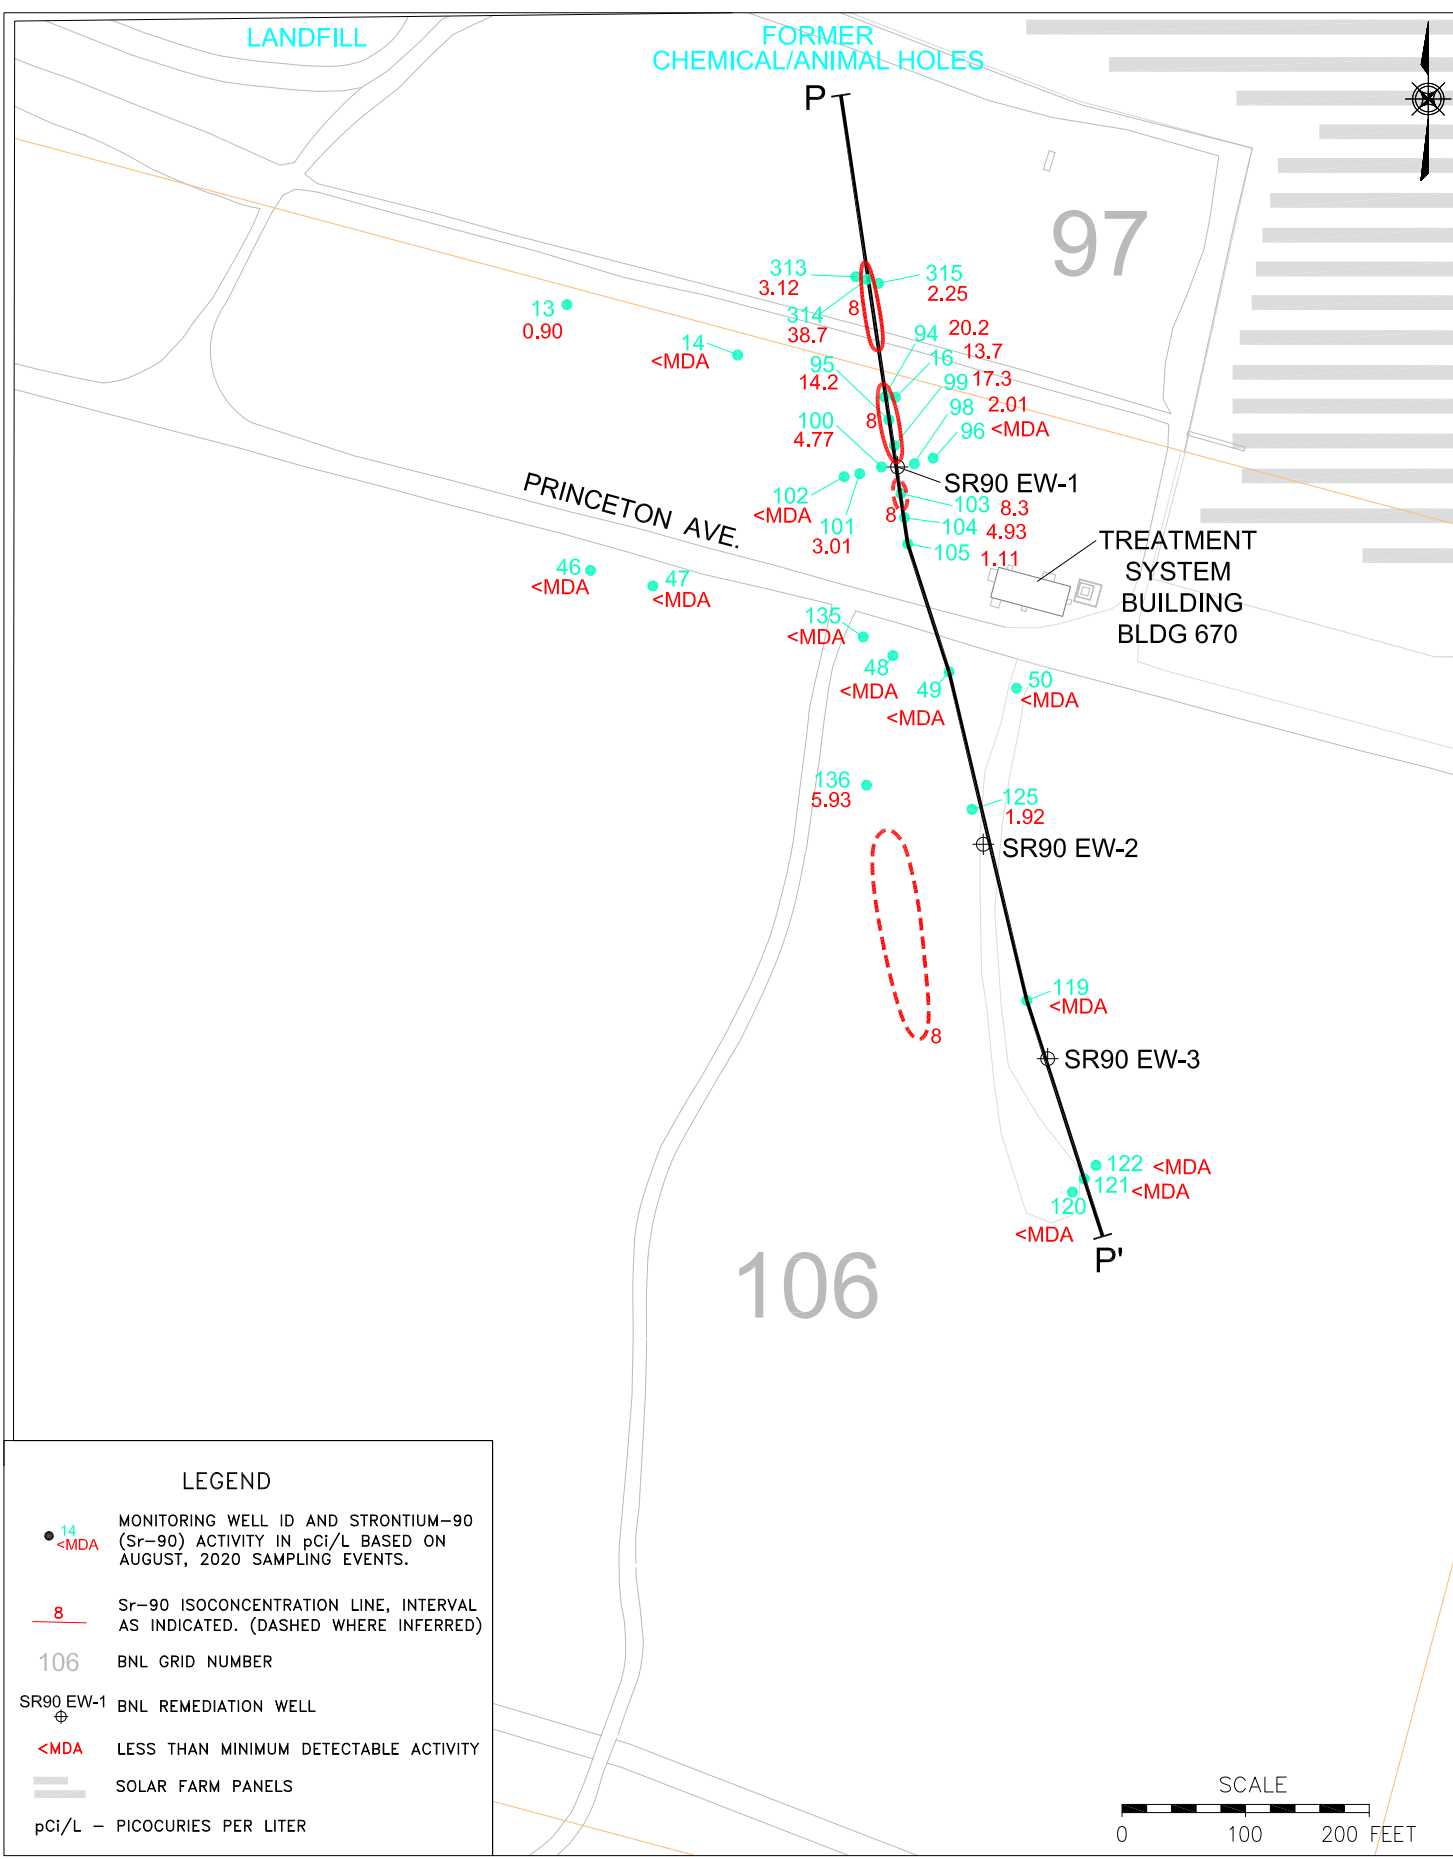 LANDFILL
FORMER
CHEMICAL/ANIMAL HOLES
P
97
313
3.12
315
2.25
13
0.90
314
38.7
8
94
20.2
14
<MDA
16
13.7
95
14.2
99
17.3
98
2.01
100
4.77
8
96
<MDA
SR90 EW-1
PRINCETON AVE.
102
<MDA
103
8.3
101
3.01
8
104
4.93
105
1.11
TREATMENT
SYSTEM
BUILDING
BLDG 670
46
<MDA
47
<MDA
135
<MDA
48
<MDA
49
<MDA
50
<MDA
136
5.93
125
1.92
SR90 EW-2
119
<MDA
8
SR90 EW-3
122
<MDA
121
<MDA
120
<MDA
P'
106
LEGEND
14
<MDA
MONITORING WELL ID AND STRONTIUM-90
(Sr-90) ACTIVITY IN pCi/L BASED ON
AUGUST, 2020 SAMPLING EVENTS.
8
Sr-90 ISOCONCENTRATION LINE, INTERVAL
AS INDICATED. (DASHED WHERE INFERRED)
106 BNL GRID NUMBER
SR90 EW-1 BNL REMEDIATION WELL
<MDA LESS THAN MINIMUM DETECTABLE ACTIVITY
SOLAR FARM PANELS
pCi/L - PICOCURIES PER LITER
SCALE
0 100 200 FEET